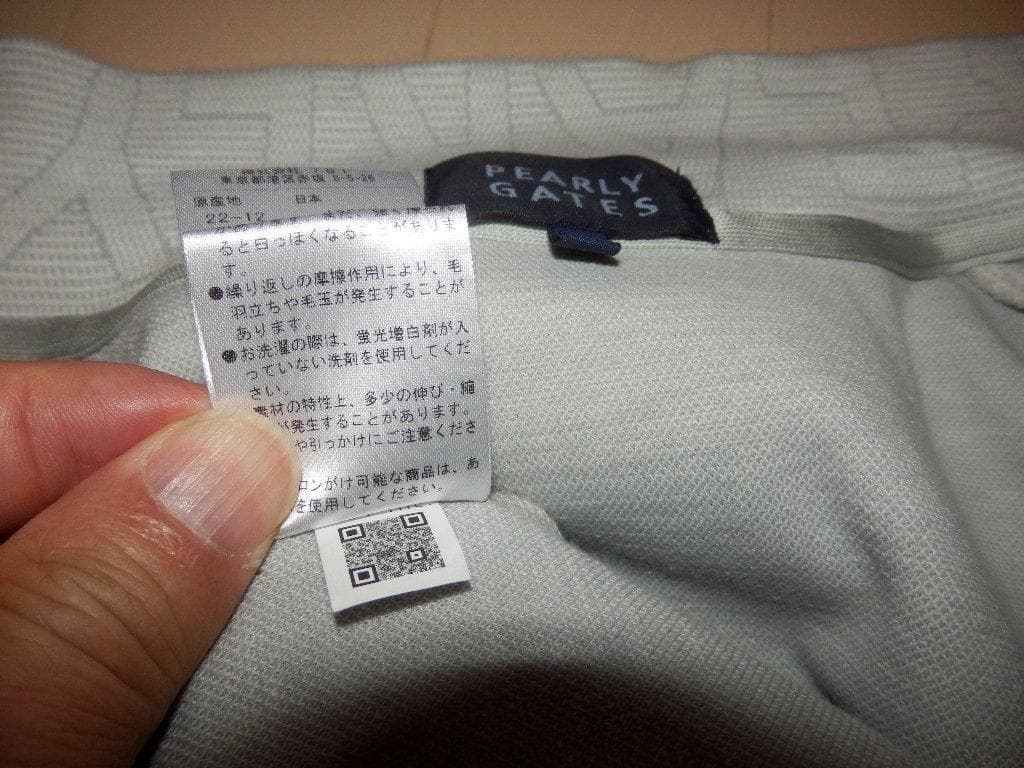 東京都港区赤坂 8-5-26
原産地 日本
22-12
ると白っぽくなることがありま
す。
●繰り返しの摩擦作用により、毛
羽立ちや毛玉が発生することが
あります
●お洗濯の際は、蛍光増白剤が入
っていない洗剤を使用してくだ
さい。
素材の特性上、多少の伸び・縮
が発生することがあります。
や引っかけにご注意くださ
ロンがけ可能な商品は、あ
を使用してください。
PEARLY
GATES